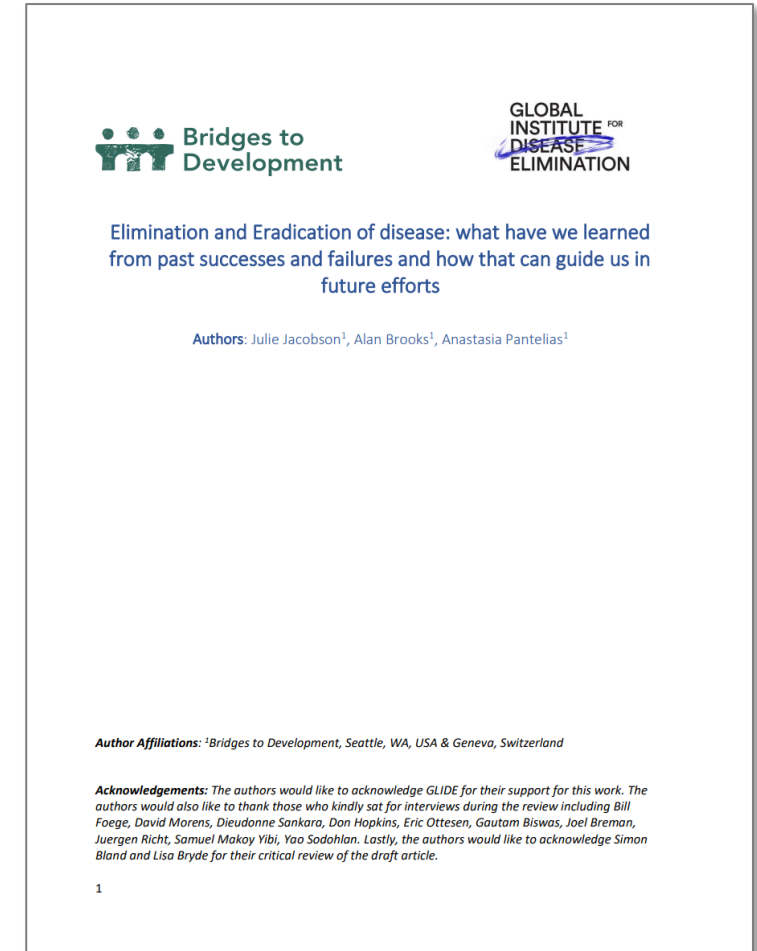 Bridges to
Development
GLOBAL
INSTITUTE FOR
DISEASE
ELIMINATION
Elimination and Eradication of disease: what have we learned
from past successes and failures and how that can guide us in
future efforts
Authors: Julie Jacobson1, Alan Brooks1, Anastasia Pantelias1
Author Affiliations: 1Bridges to Development, Seattle, WA, USA & Geneva, Switzerland
Acknowledgements: The authors would like to acknowledge GLIDE for their support for this work. The
authors would also like to thank those who kindly sat for interviews during the review including Bill
Foege, David Morens, Dieudonne Sankara, Don Hopkins, Eric Ottesen, Gautam Biswas, Joel Breman,
Juergen Richt, Samuel Makoy Yibi, Yao Sodohlan. Lastly, the authors would like to acknowledge Simon
Bland and Lisa Bryde for their critical review of the draft article.
1